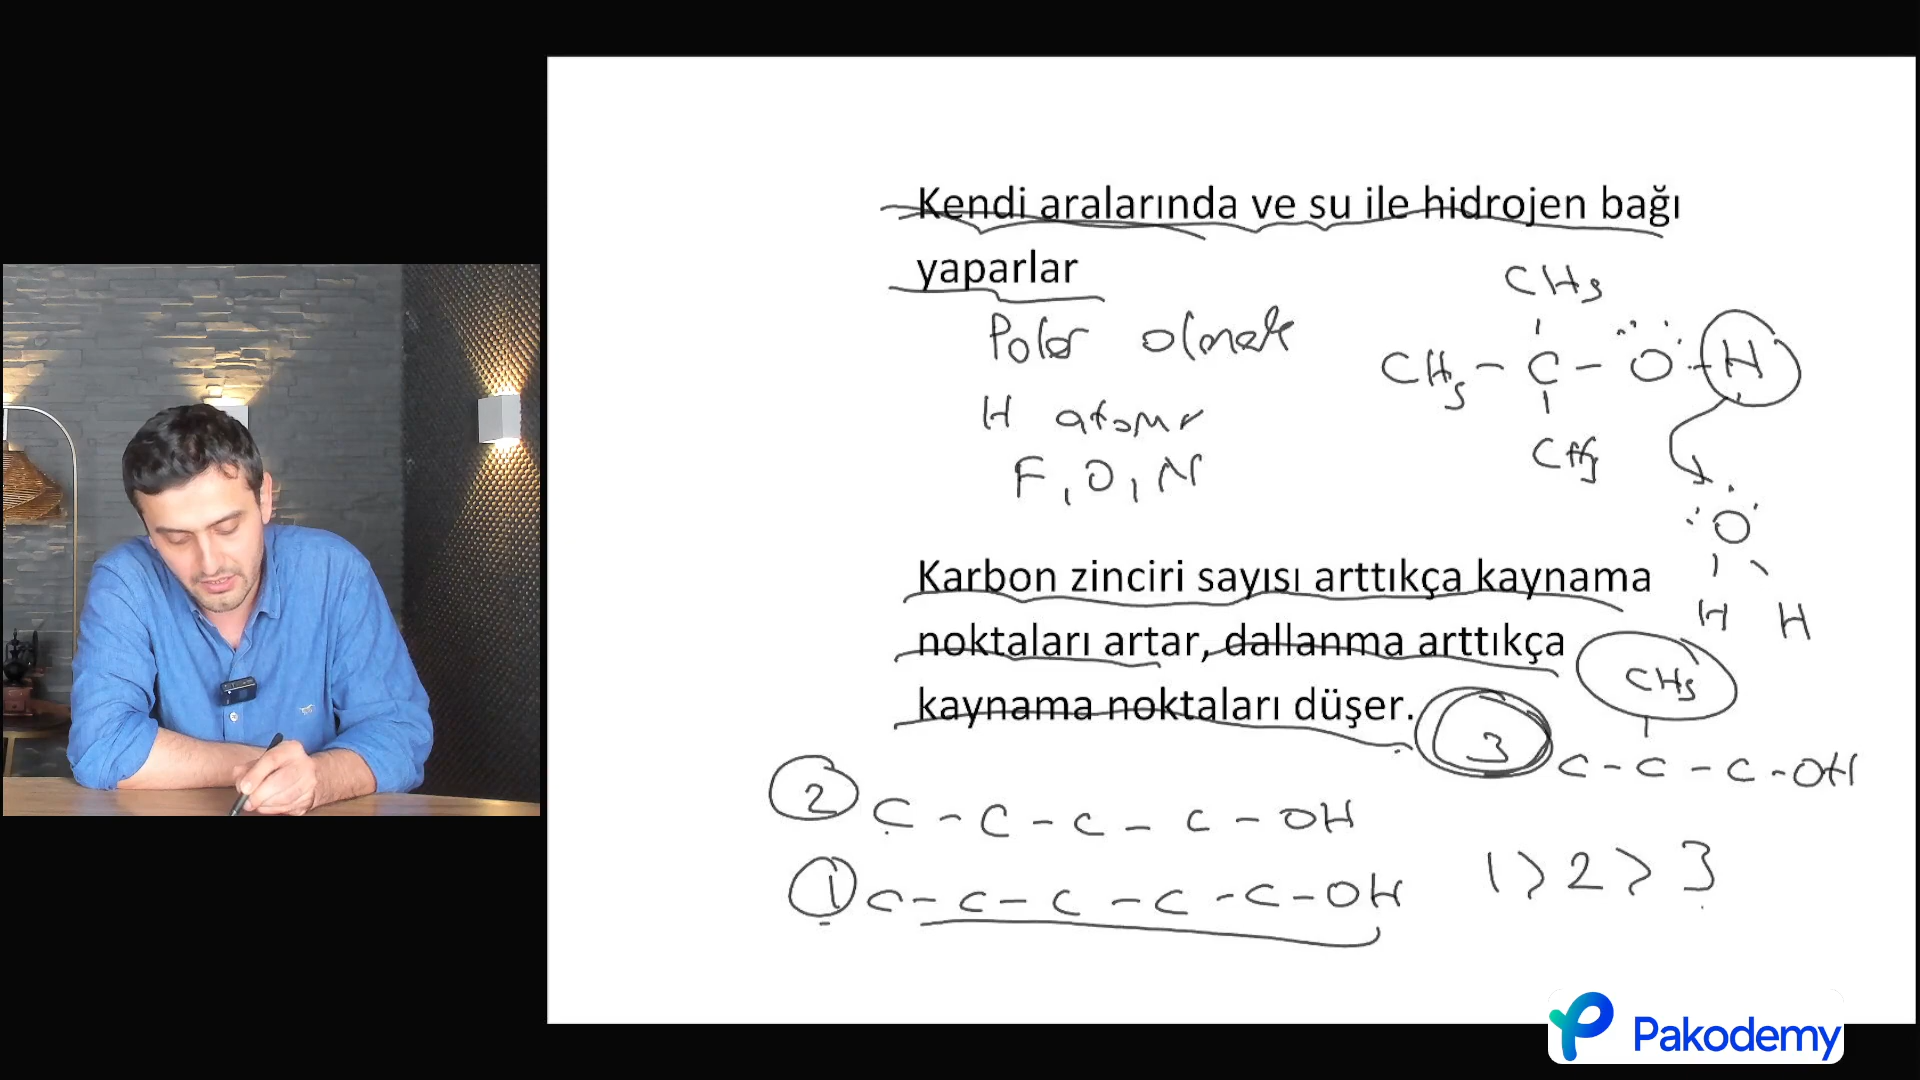 Kendi aralarında ve su ile hidrojen bağı
yaparlar
Polar olmak
H atomu
F, O, N
CH3
CH3 - C - O - H
CH3
O
H H
Karbon zinciri sayısı arttıkça kaynama
noktaları artar, dallanma arttıkça
kaynama noktaları düşer.
CH3
3 C - C - C - OH
2 C - C - C - C - OH
1 C - C - C - C - C - OH
1 > 2 > 3
Pakodemy